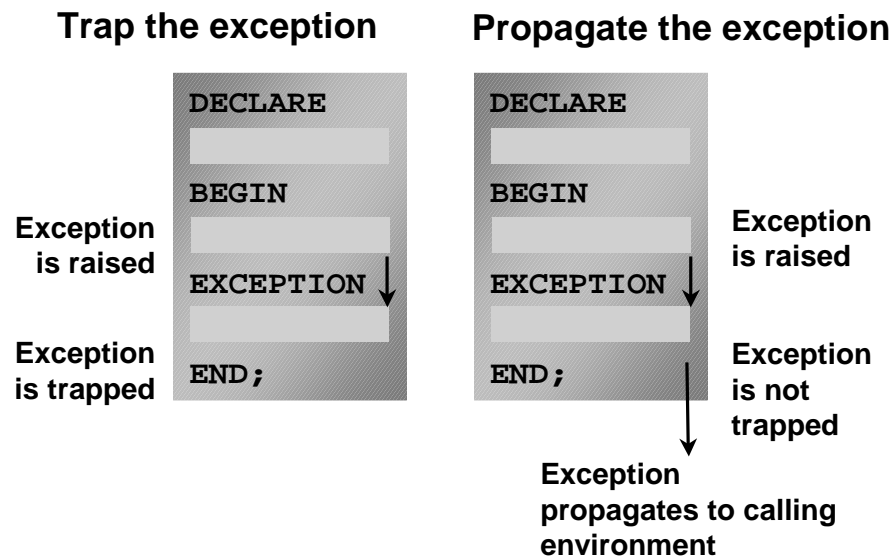 Trap the exception
DECLARE
BEGIN
Exception
is raised
EXCEPTION
Exception
is trapped
END;
Propagate the exception
DECLARE
BEGIN
Exception
is raised
EXCEPTION
Exception
is not
trapped
END;
Exception
propagates to calling
environment